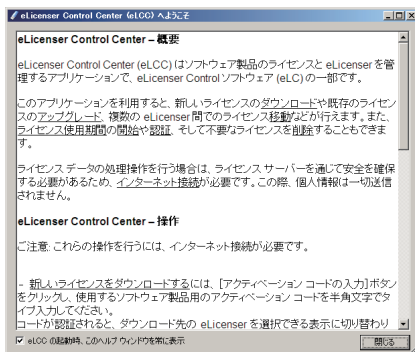 eLicenser Control Center (eLCC) へようこそ
eLicenser Control Center – 概要
eLicenser Control Center (eLCC) はソフトウェア製品のライセンスと eLicenser を管
理するアプリケーションで、eLicenser Control ソフトウェア (eLC) の一部です。
このアプリケーションを利用すると、新しいライセンスのダウンロードや既存のライセン
スのアップグレード、複数の eLicenser 間でのライセンス移動などが行えます。また、
ライセンス使用期間の開始や認証、そして不要なライセンスを削除することもできま
す。
ライセンス データの処理操作を行う場合は、ライセンス サーバーを通じて安全を確保
する必要があるため、インターネット接続が必要です。この際、個人情報は一切送信
されません。
eLicenser Control Center – 操作
ご注意: これらの操作を行うには、インターネット接続が必要です。
- 新しいライセンスをダウンロードするには、[アクティベーション コードの入力]ボタン
をクリックし、使用するソフトウェア製品用のアクティベーション コードを半角文字でタ
イプ入力してください。
コードが認証されると、ダウンロード先の eLicenser を選択できる表示に切り替わり
eLCC の起動時、このヘルプ ウィンドウを常に表示
閉じる